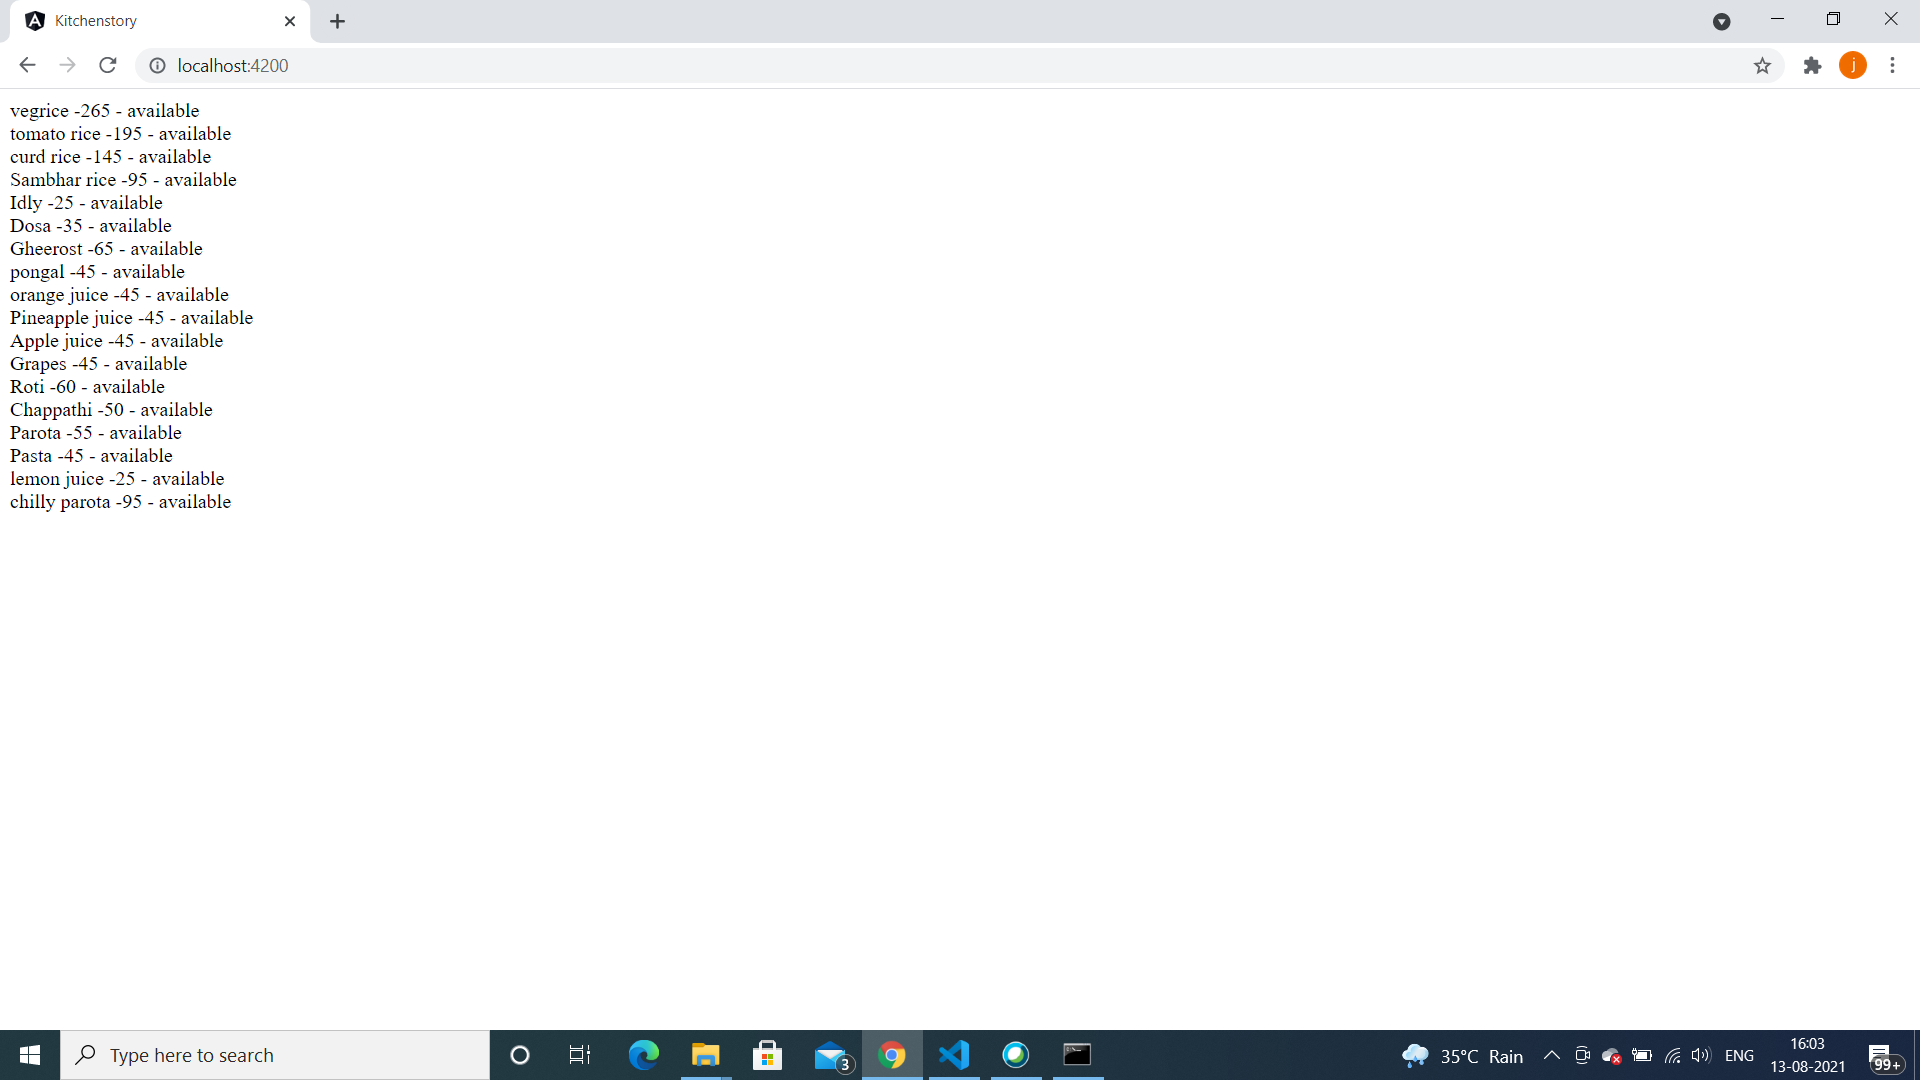 Kitchenstory
localhost:4200
j
vegrice -265 - available
tomato rice -195 - available
curd rice -145 - available
Sambhar rice -95 - available
Idly -25 - available
Dosa -35 - available
Gheerost -65 - available
pongal -45 - available
orange juice -45 - available
Pineapple juice -45 - available
Apple juice -45 - available
Grapes -45 - available
Roti -60 - available
Chappathi -50 - available
Parota -55 - available
Pasta -45 - available
lemon juice -25 - available
chilly parota -95 - available
Type here to search
3
35°C Rain
ENG
16:03
13-08-2021
99+